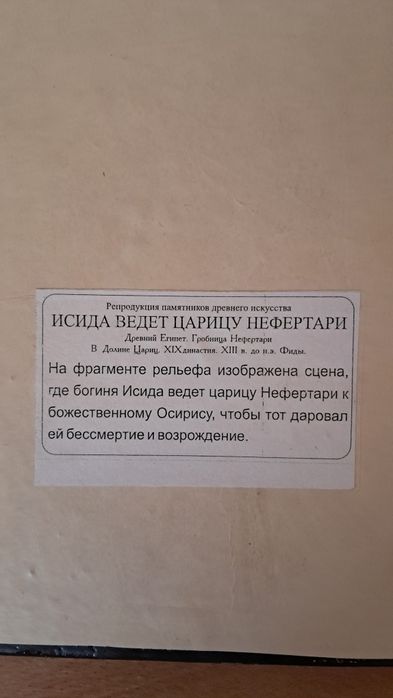 Репродукция памятников древнего искусства
ИСИДА ВЕДЕТ ЦАРИЦУ НЕФЕРТАРИ
Древний Египет. Гробница Нефертари
В Долине Цариц. XIX династия. XIII в. до н.э. Фиды.
На фрагменте рельефа изображена сцена,
где богиня Исида ведет царицу Нефертари к
божественному Осирису, чтобы тот даровал
ей бессмертие и возрождение.